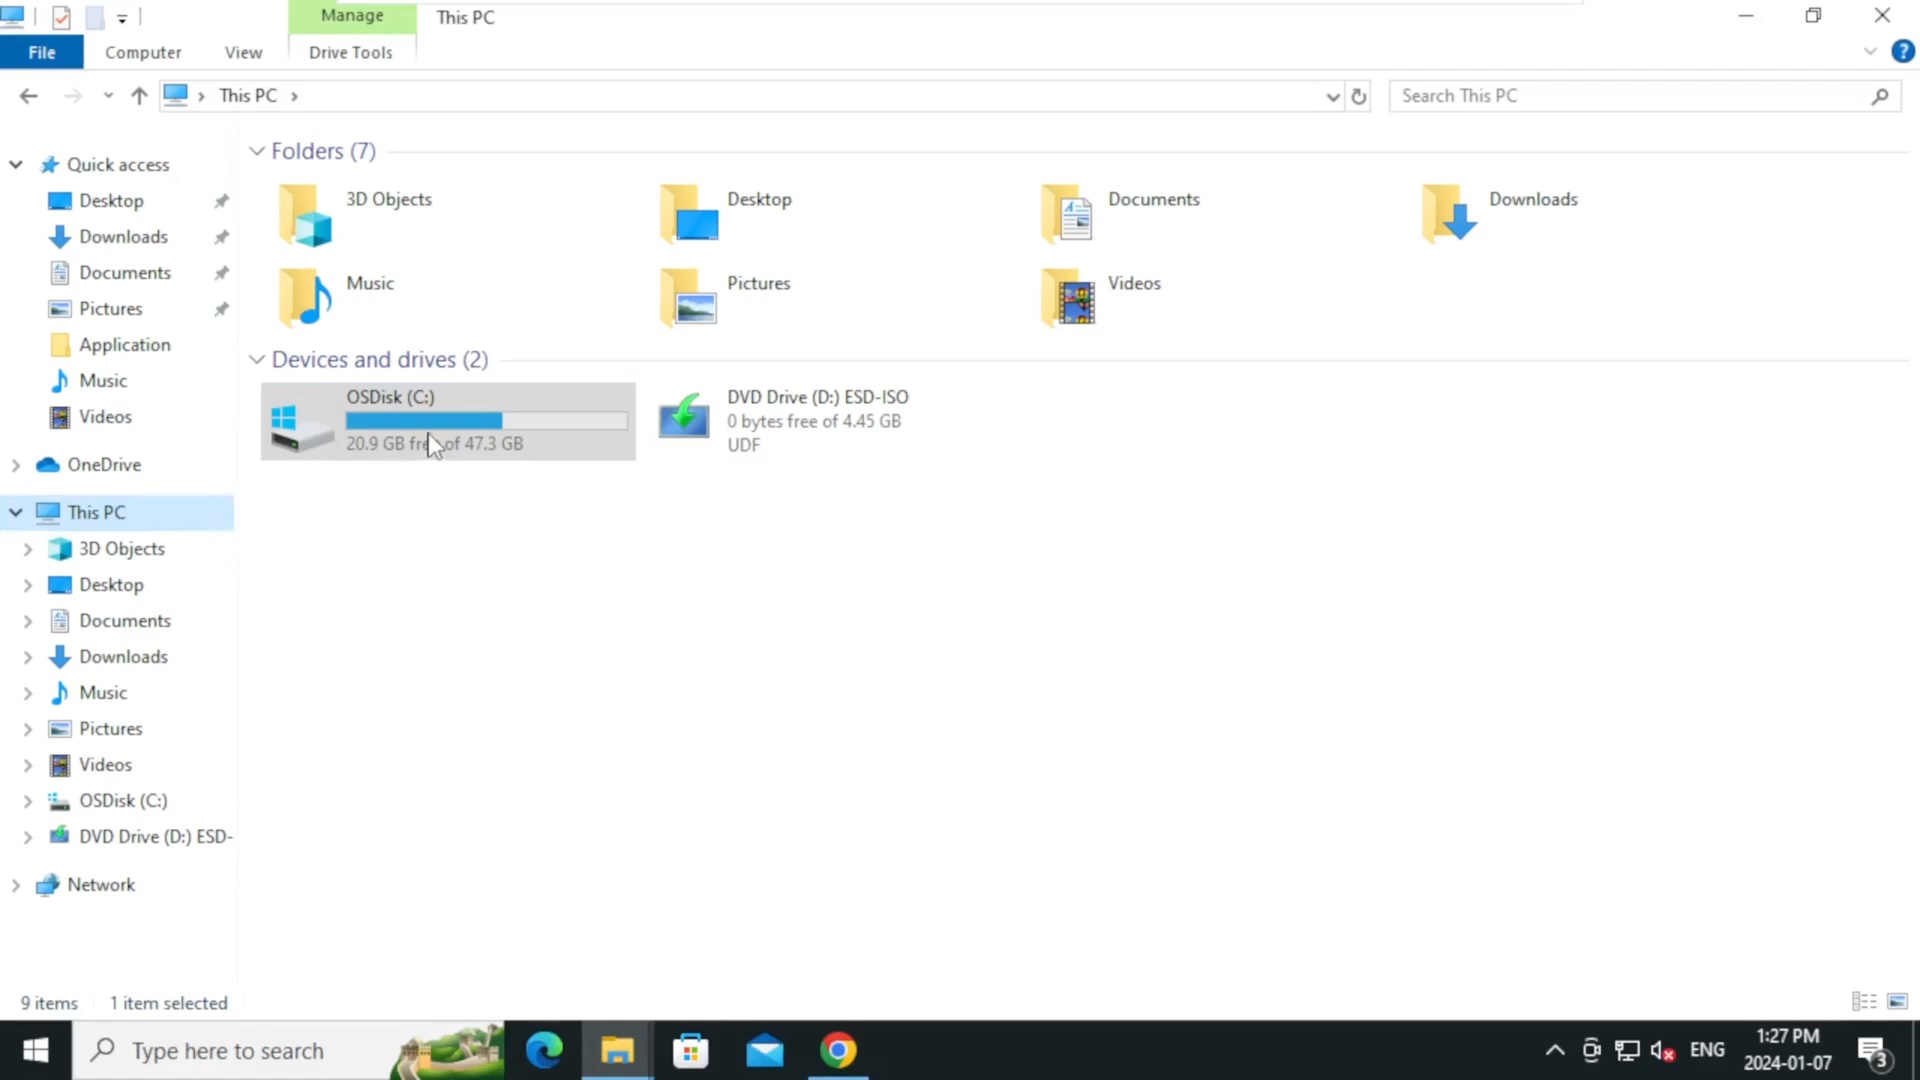 Manage
This PC
File
Computer
View
Drive Tools
This PC
Search This PC
Quick access
Desktop
Downloads
Documents
Pictures
Application
Music
Videos
OneDrive
This PC
3D Objects
Desktop
Documents
Downloads
Music
Pictures
Videos
OSDisk (C:)
DVD Drive (D:) ESD-
Network
Folders (7)
3D Objects
Desktop
Documents
Downloads
Music
Pictures
Videos
Devices and drives (2)
OSDisk (C:)
20.9 GB free of 47.3 GB
DVD Drive (D:) ESD-ISO
0 bytes free of 4.45 GB
UDF
9 items
1 item selected
Type here to search
ENG
1:27 PM
2024-01-07
3